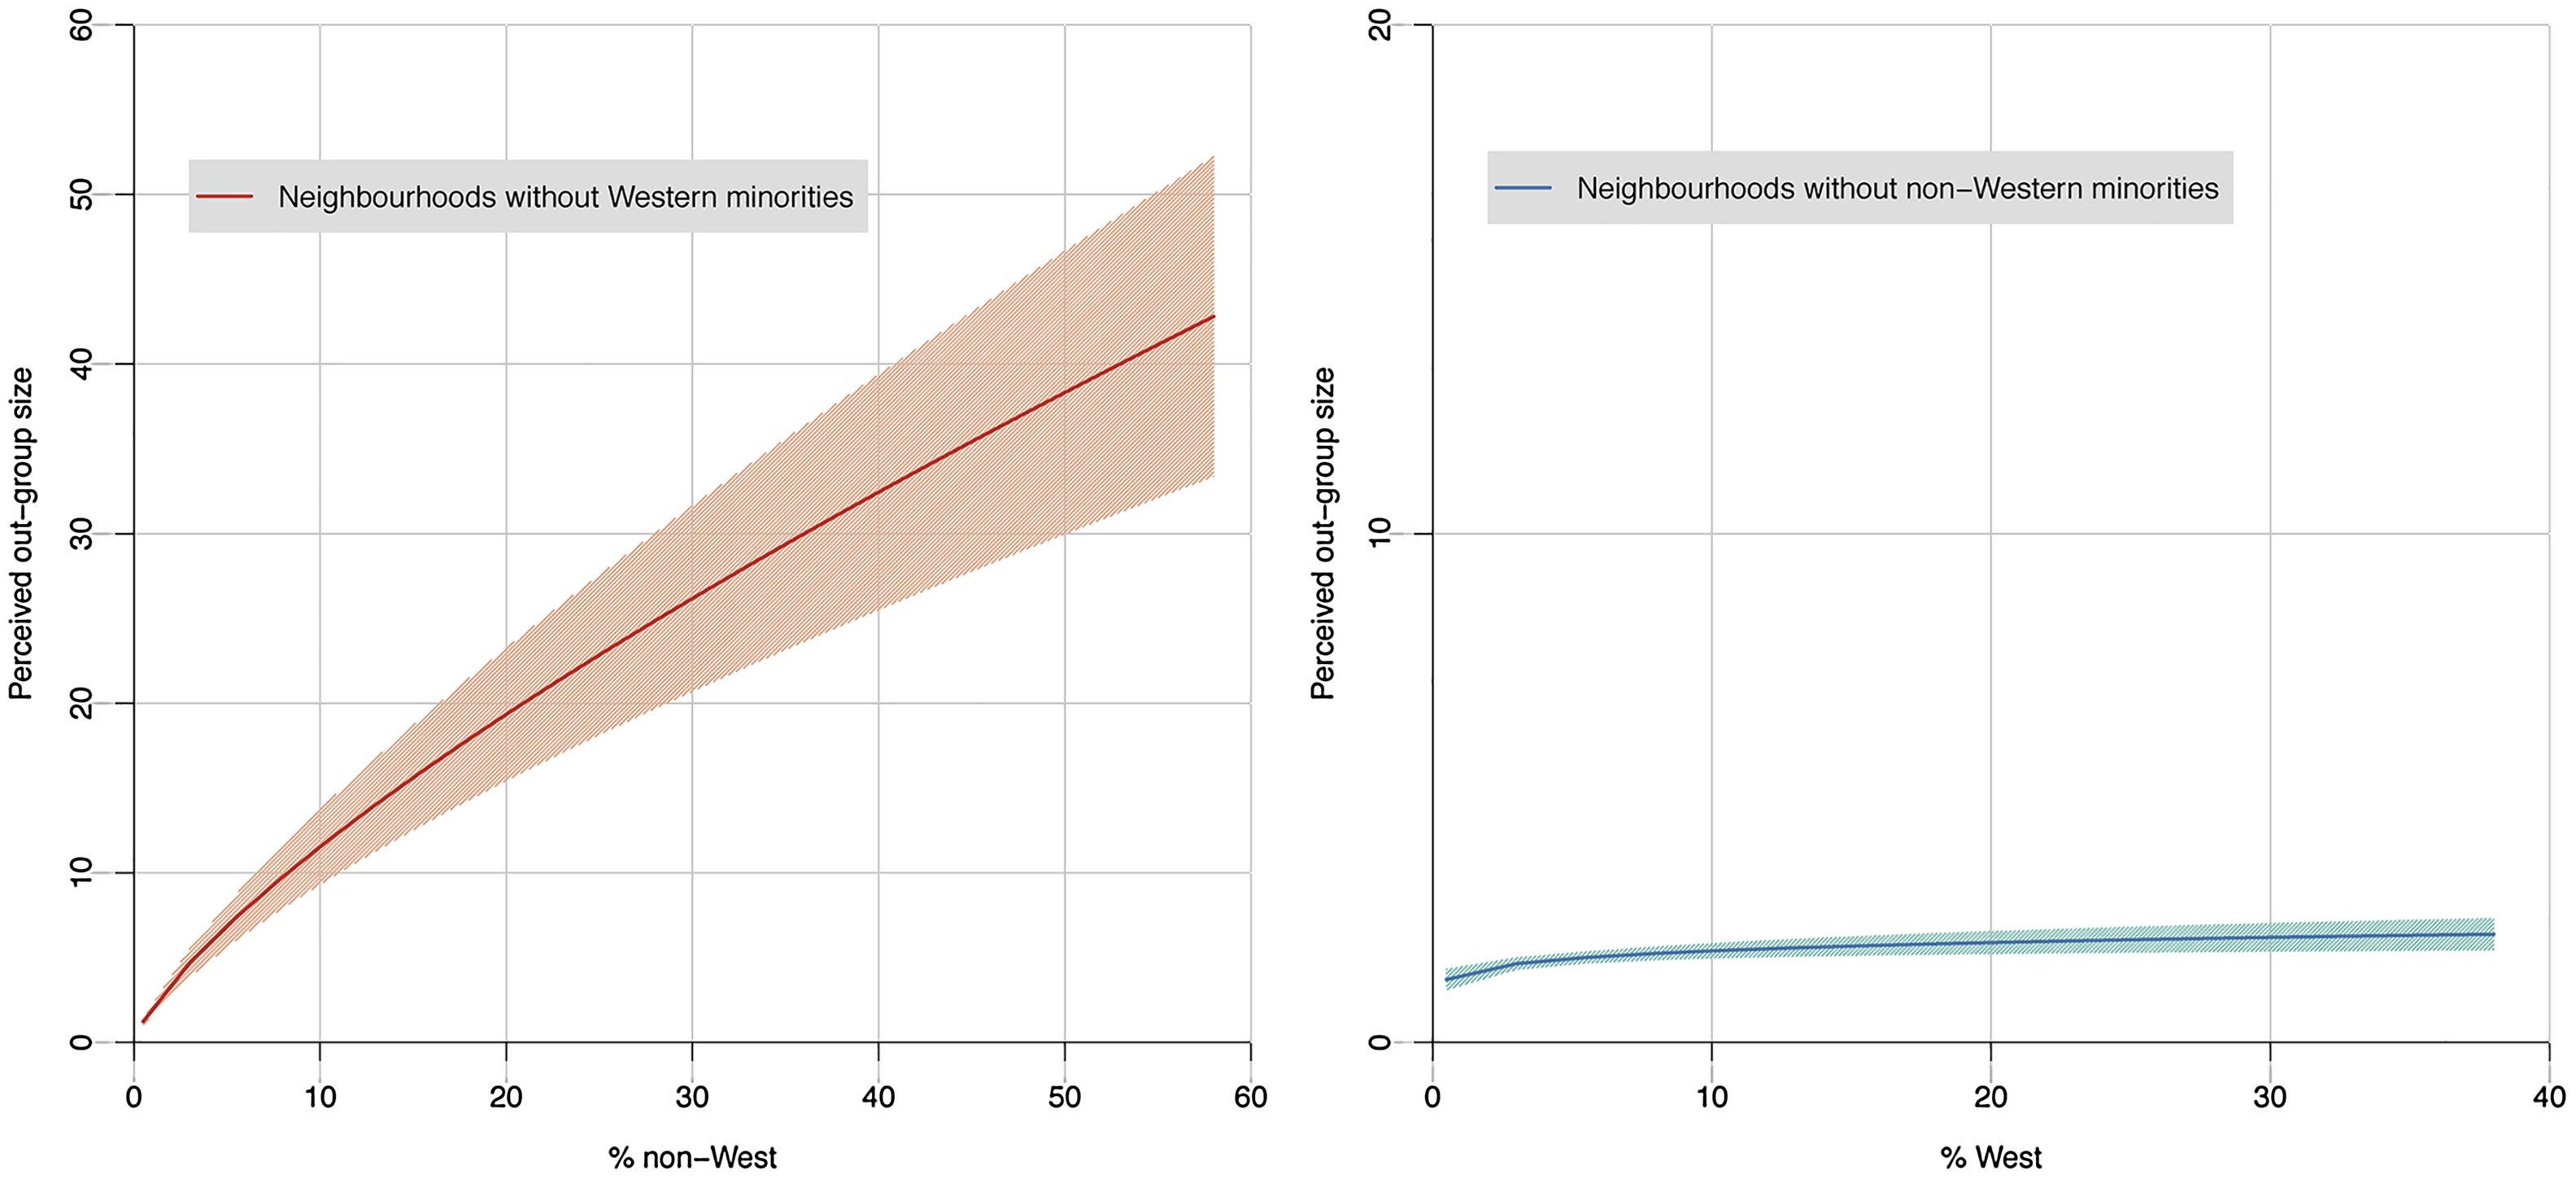 60
50
40
30
20
10
0
Perceived out−group size
Neighbourhoods without Western minorities
0 10 20 30 40 50 60
% non−West
20
10
0
Perceived out−group size
Neighbourhoods without non−Western minorities
0 10 20 30 40
% West